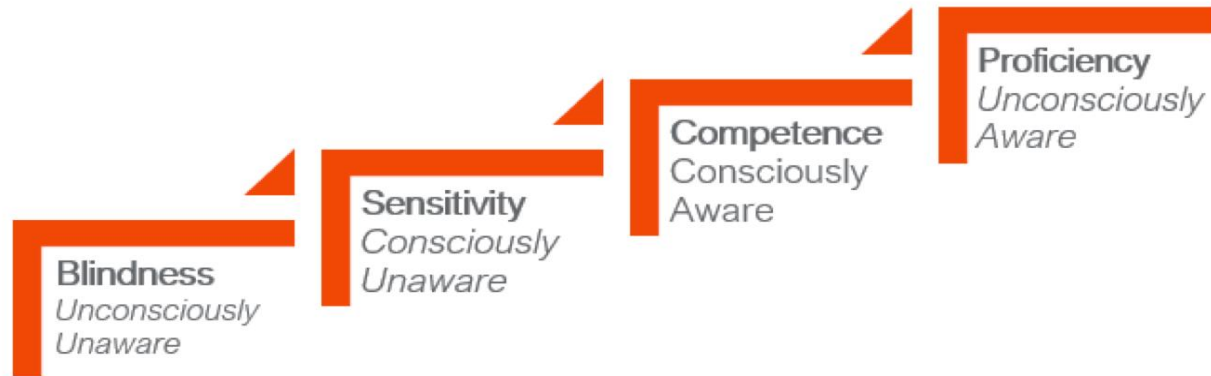 Blindness
Unconsciously
Unaware
Sensitivity
Consciously
Unaware
Competence
Consciously
Aware
Proficiency
Unconsciously
Aware